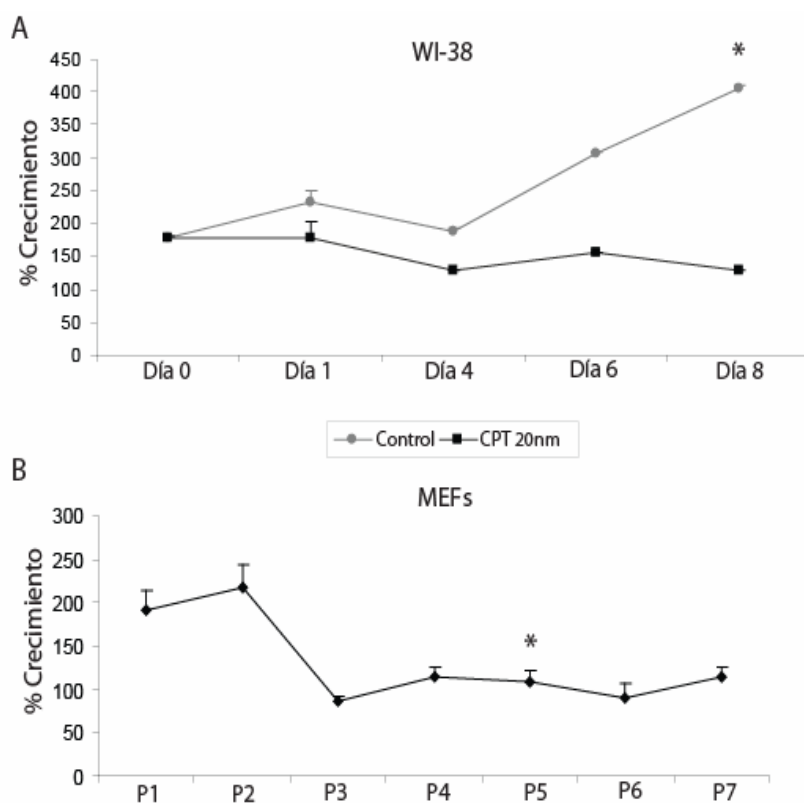 A
WI-38
*
% Crecimiento
450
400
350
300
250
200
150
100
50
0
Día 0 Día 1 Día 4 Día 6 Día 8
Control CPT 20nm
B
MEFs
*
% Crecimiento
300
250
200
150
100
50
0
P1 P2 P3 P4 P5 P6 P7